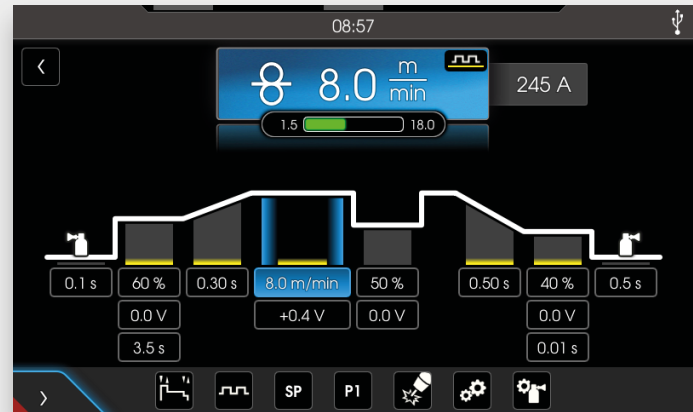 08:57
8.0 m/min
245 A
1.5 18.0
0.1 s 60 % 0.30 s 8.0 m/min 50 % 0.50 s 40 % 0.5 s
0.0 V +0.4 V 0.0 V 0.0 V
3.5 s 0.01 s
SP P1